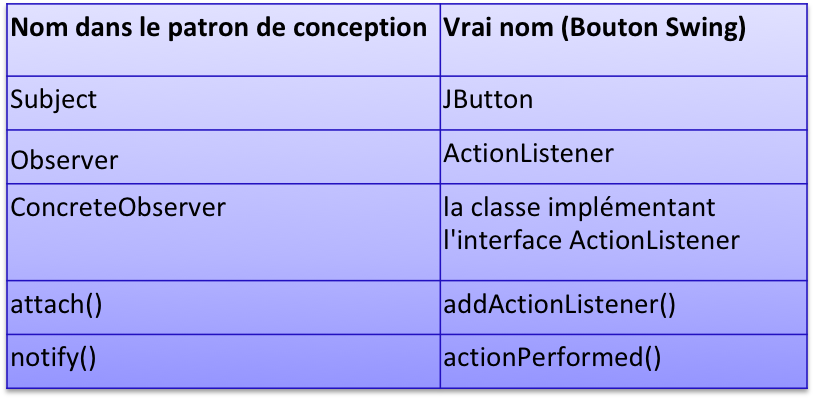 Nom dans le patron de conception Vrai nom (Bouton Swing)
Subject JButton
Observer ActionListener
ConcreteObserver la classe implémentant
l'interface ActionListener
attach() addActionListener()
notify() actionPerformed()